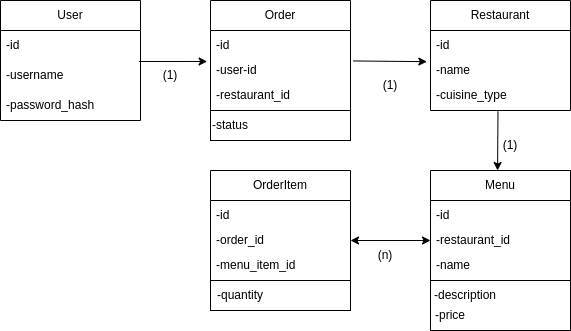 User
-id
-username
-password_hash
(1)
Order
-id
-user-id
-restaurant_id
-status
(1)
Restaurant
-id
-name
-cuisine_type
(1)
OrderItem
-id
-order_id
-menu_item_id
-quantity
(n)
Menu
-id
-restaurant_id
-name
-description
-price